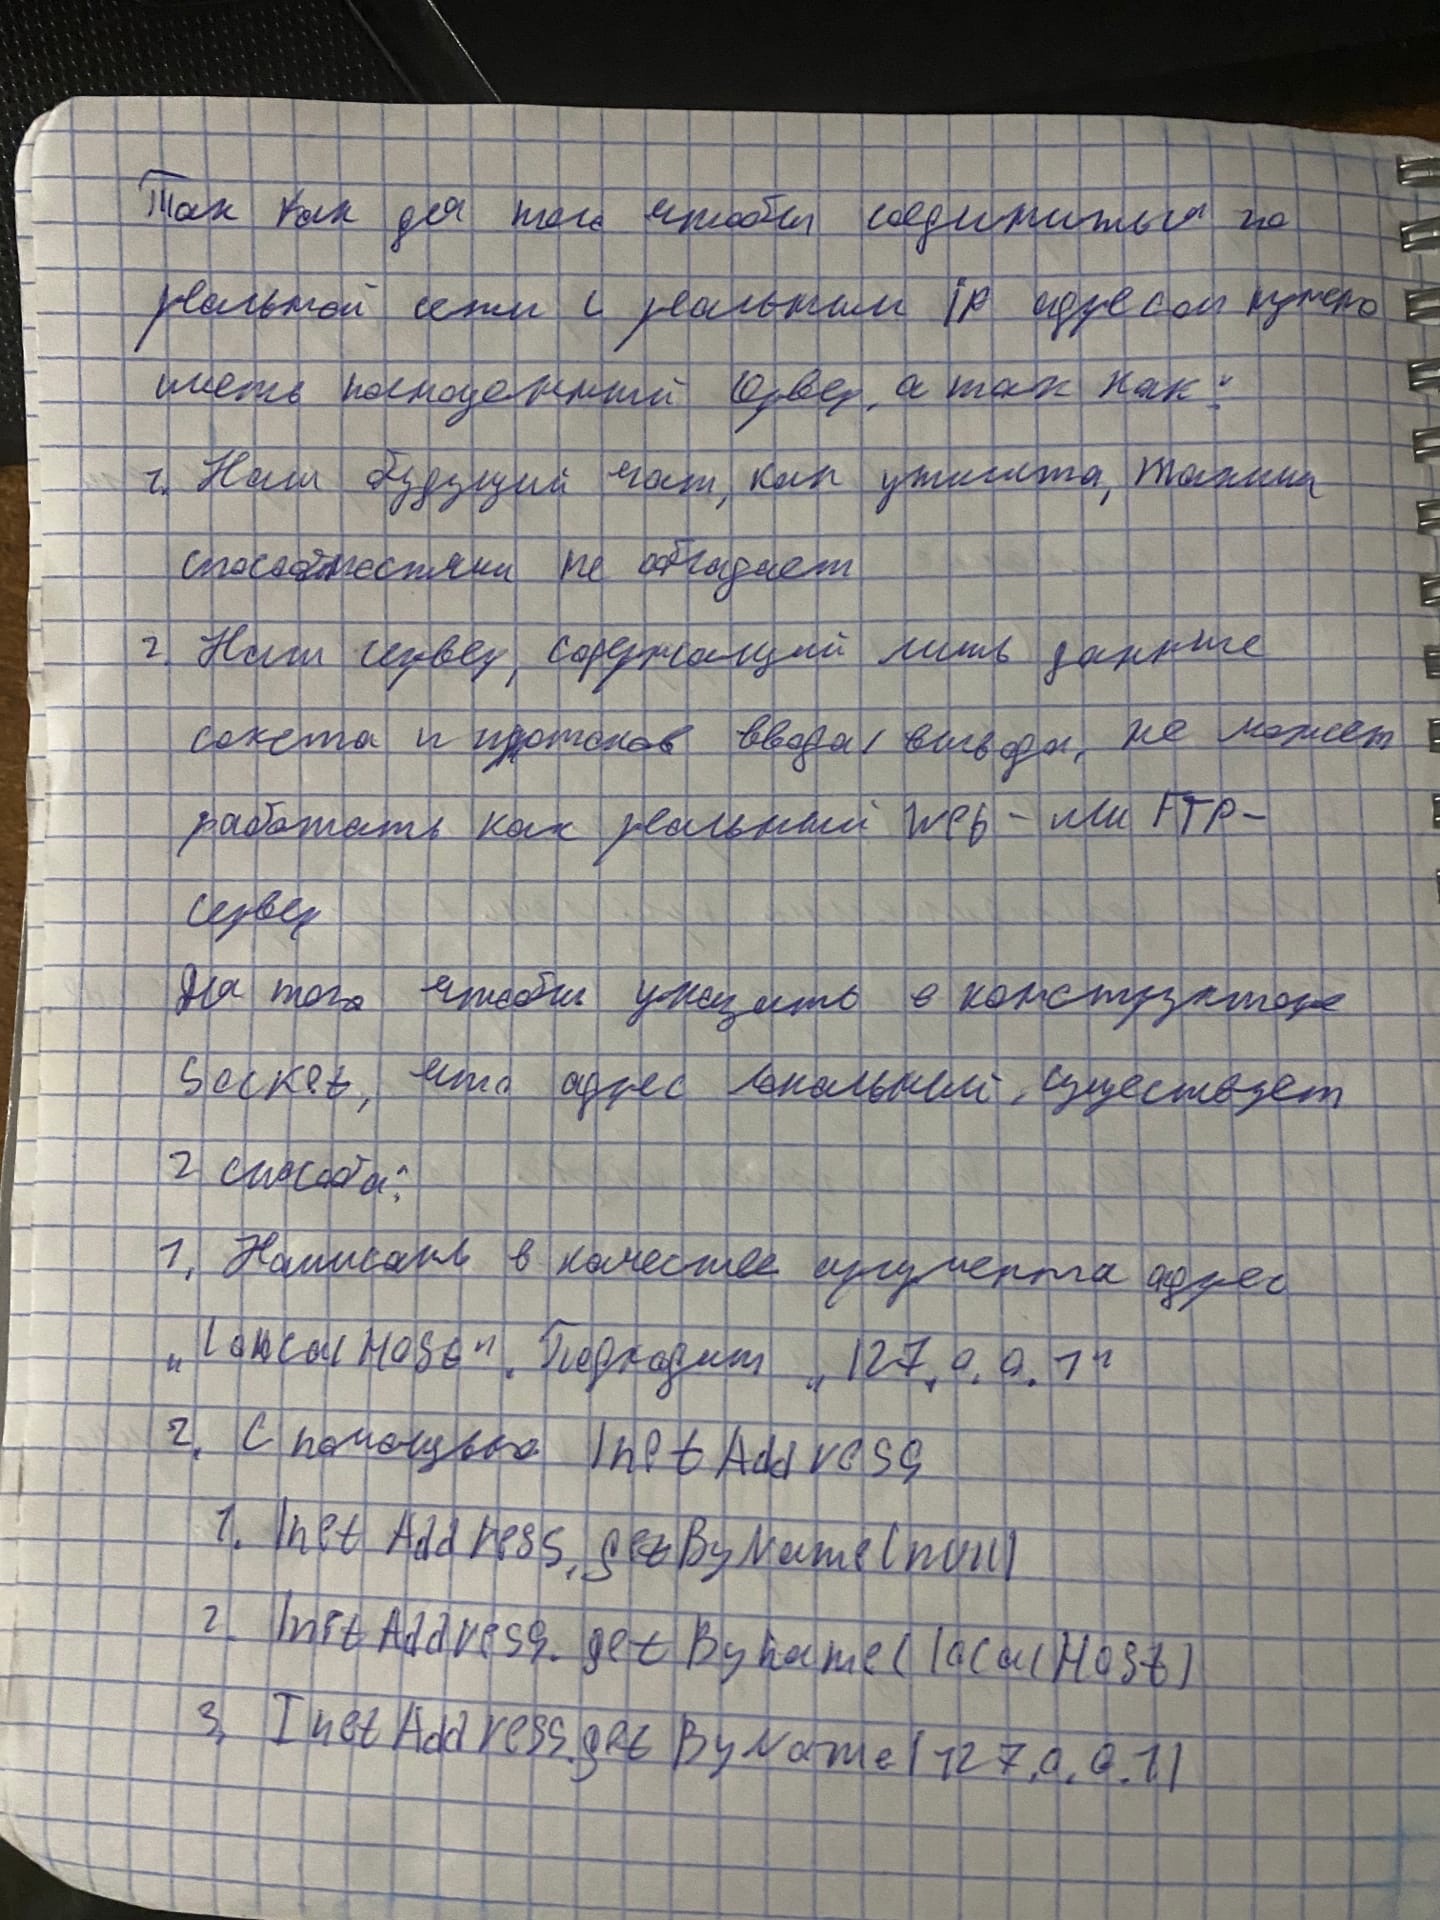 Так как для того чтобы соединиться по
реальной сети с реальным IP адресом нужно
иметь полноценный сервер, а так как:
1. Наш будущий чат, как утилита, такими
способностями не обладает
2. Наш сервер, содержащий лишь данные
сокета и потоков ввода/вывода, не может
работать как реальный Web- или FTP-
сервер
Для того чтобы указать в конструкторе
Socket, что адрес локальный, существует
2 способа:
1. Написать в качестве аргумента адрес
„localHost". Подходит „127.0.0.1"
2. С помощью InetAddress
1. InetAddress.getByName(null)
2. InetAddress.getByName(localHost)
3. InetAddress.getByName(127.0.0.1)